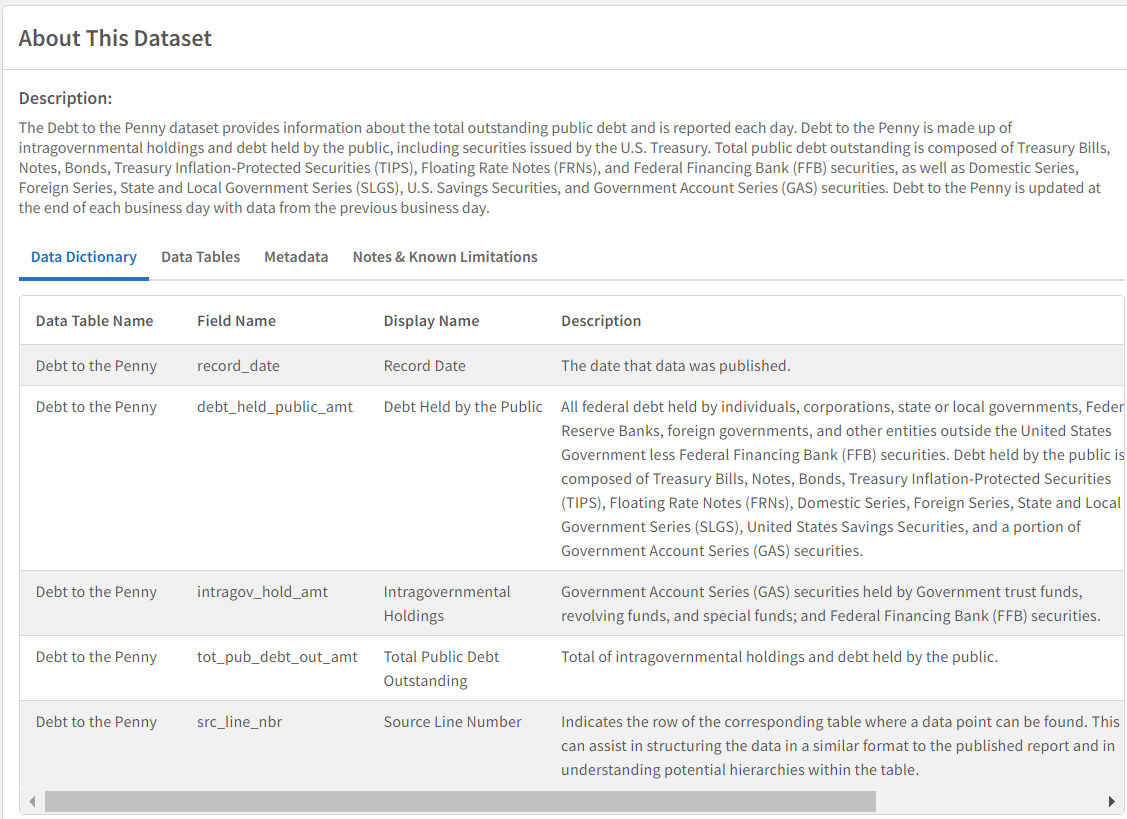 About This Dataset
Description:
The Debt to the Penny dataset provides information about the total outstanding public debt and is reported each day. Debt to the Penny is made up of
intragovernmental holdings and debt held by the public, including securities issued by the U.S. Treasury. Total public debt outstanding is composed of Treasury Bills,
Notes, Bonds, Treasury Inflation-Protected Securities (TIPS), Floating Rate Notes (FRNs), and Federal Financing Bank (FFB) securities, as well as Domestic Series,
Foreign Series, State and Local Government Series (SLGS), U.S. Savings Securities, and Government Account Series (GAS) securities. Debt to the Penny is updated at
the end of each business day with data from the previous business day.
Data Dictionary Data Tables Metadata Notes & Known Limitations
Data Table Name Field Name Display Name Description
Debt to the Penny record_date Record Date The date that data was published.
Debt to the Penny debt_held_public_amt Debt Held by the Public All federal debt held by individuals, corporations, state or local governments, Feder
Reserve Banks, foreign governments, and other entities outside the United States
Government less Federal Financing Bank (FFB) securities. Debt held by the public is
composed of Treasury Bills, Notes, Bonds, Treasury Inflation-Protected Securities
(TIPS), Floating Rate Notes (FRNs), Domestic Series, Foreign Series, State and Local
Government Series (SLGS), United States Savings Securities, and a portion of
Government Account Series (GAS) securities.
Debt to the Penny intragov_hold_amt Intragovernmental Government Account Series (GAS) securities held by Government trust funds,
Holdings revolving funds, and special funds; and Federal Financing Bank (FFB) securities.
Debt to the Penny tot_pub_debt_out_amt Total Public Debt Total of intragovernmental holdings and debt held by the public.
Outstanding
Debt to the Penny src_line_nbr Source Line Number Indicates the row of the corresponding table where a data point can be found. This
can assist in structuring the data in a similar format to the published report and in
understanding potential hierarchies within the table.